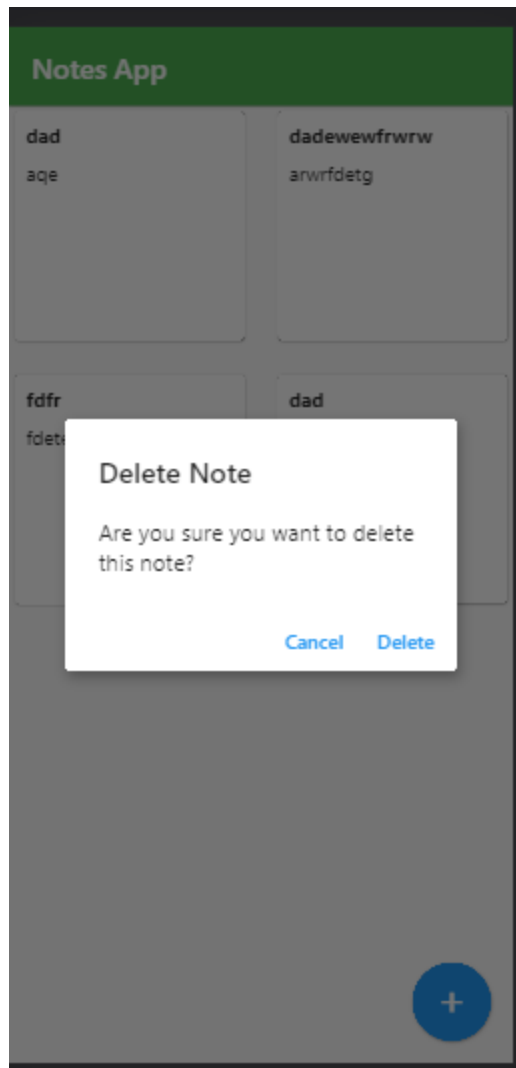 Notes App
dad
aqe
dadewewfrwrw
arwrfdetg
fdfr
dad
Delete Note
Are you sure you want to delete
this note?
Cancel Delete
+